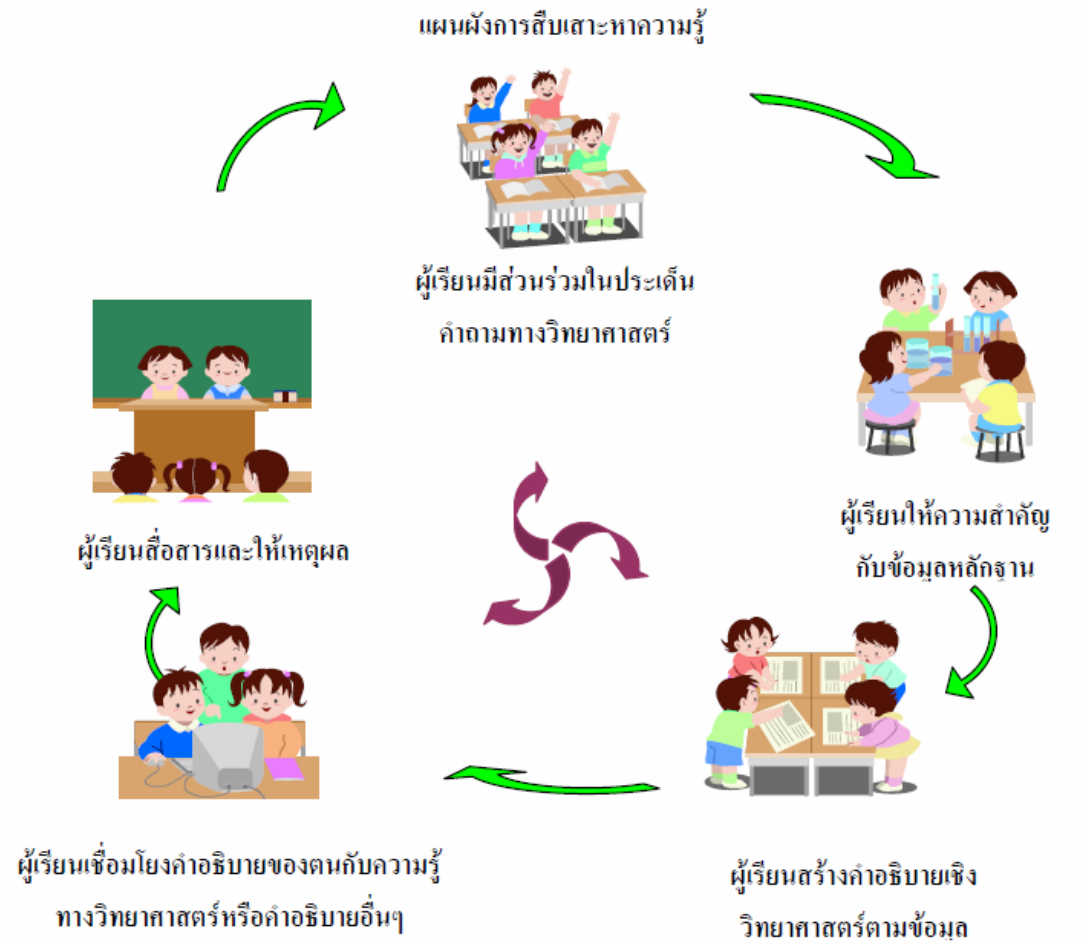 แผนผังการสืบเสาะหาความรู้
ผู้เรียนมีส่วนร่วมในประเด็น
คำถามทางวิทยาศาสตร์
ผู้เรียนให้ความสำคัญ
กับข้อมูลหลักฐาน
ผู้เรียนสร้างคำอธิบายเชิง
วิทยาศาสตร์ตามข้อมูล
ผู้เรียนเชื่อมโยงคำอธิบายของตนกับความรู้
ทางวิทยาศาสตร์หรือคำอธิบายอื่นๆ
ผู้เรียนสื่อสารและให้เหตุผล